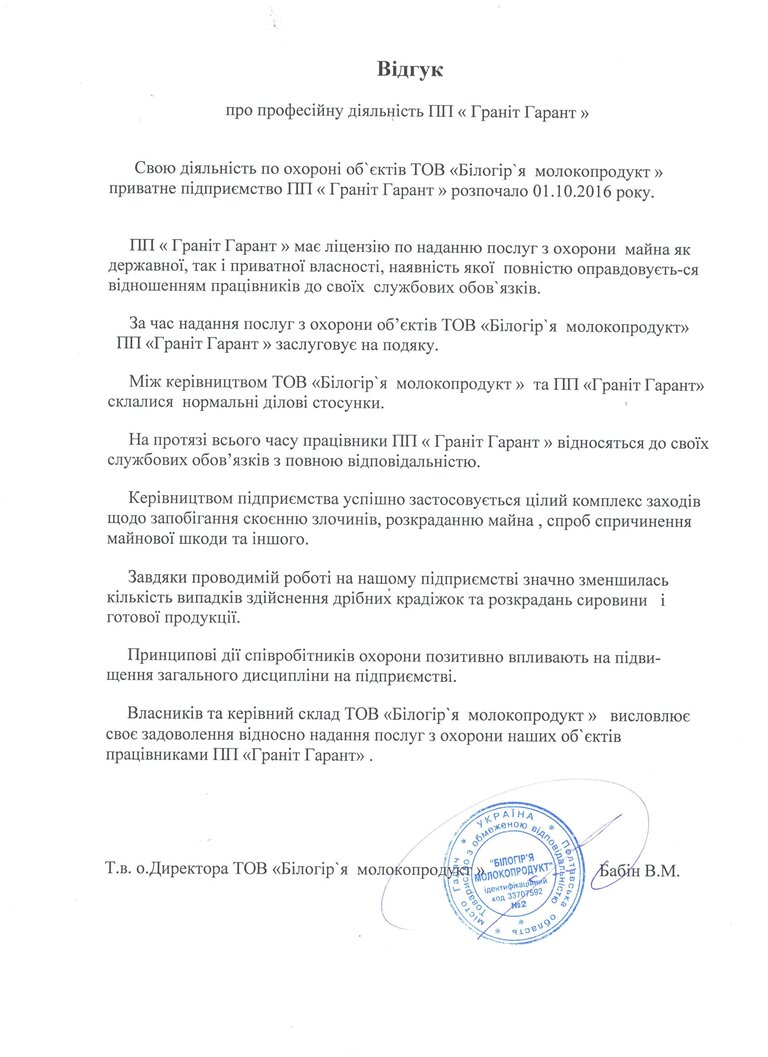 Відгук
про професійну діяльність ПП « Граніт Гарант »
Свою діяльність по охороні об`єктів ТОВ «Білогір`я молокопродукт »
приватне підприємство ПП « Граніт Гарант » розпочало 01.10.2016 року.
ПП « Граніт Гарант » має ліцензію по наданню послуг з охорони майна як
державної, так і приватної власності, наявність якої повністю оправдовуєть-ся
відношенням працівників до своїх службових обов`язків.
За час надання послуг з охорони об’єктів ТОВ «Білогір`я молокопродукт»
ПП «Граніт Гарант » заслуговує на подяку.
Між керівництвом ТОВ «Білогір`я молокопродукт » та ПП «Граніт Гарант»
склалися нормальні ділові стосунки.
На протязі всього часу працівники ПП « Граніт Гарант » відносяться до своїх
службових обов’язків з повною відповідальністю.
Керівництвом підприємства успішно застосовується цілий комплекс заходів
щодо запобігання скоєнню злочинів, розкраданню майна , спроб спричинення
майнової шкоди та іншого.
Завдяки проводимій роботі на нашому підприємстві значно зменшилась
кількість випадків здійснення дрібних крадіжок та розкрадань сировини і
готової продукції.
Принципові дії співробітників охорони позитивно впливають на підви-
щення загального дисципліни на підприємстві.
Власників та керівний склад ТОВ «Білогір`я молокопродукт » висловлює
своє задоволення відносно надання послуг з охорони наших об`єктів
працівниками ПП «Граніт Гарант» .
Т.в. о.Директора ТОВ «Білогір`я молокопродукт » Бабін В.М.
* УКРАЇНА * Полтавська область * місто Гадяч
Товариство з обмеженою відповідальністю *
"БІЛОГІР'Я
МОЛОКОПРОДУКТ"
ідентифікаційний
код 33707592
№2